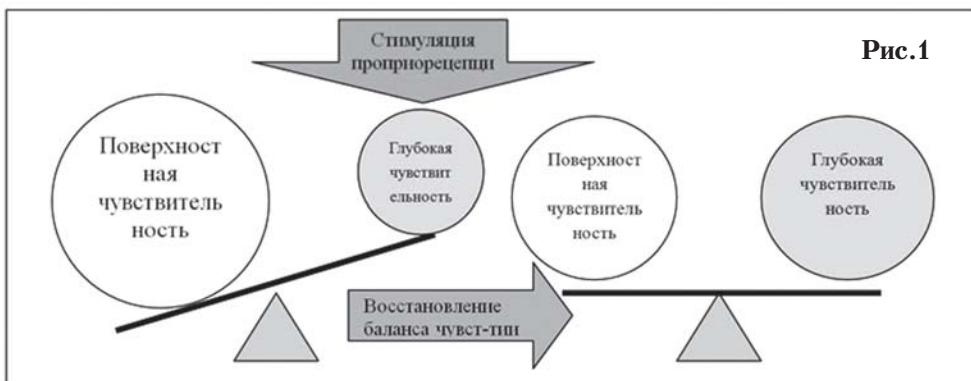 Рис.1
Стимуляция
проприорецепци
Поверхност
ная
чувствитель
ность
Глубокая
чувствит
ельность
Поверхност
ная
чувствитель
ность
Глубокая
чувствитель
ность
Восстановление
баланса чувст-тии